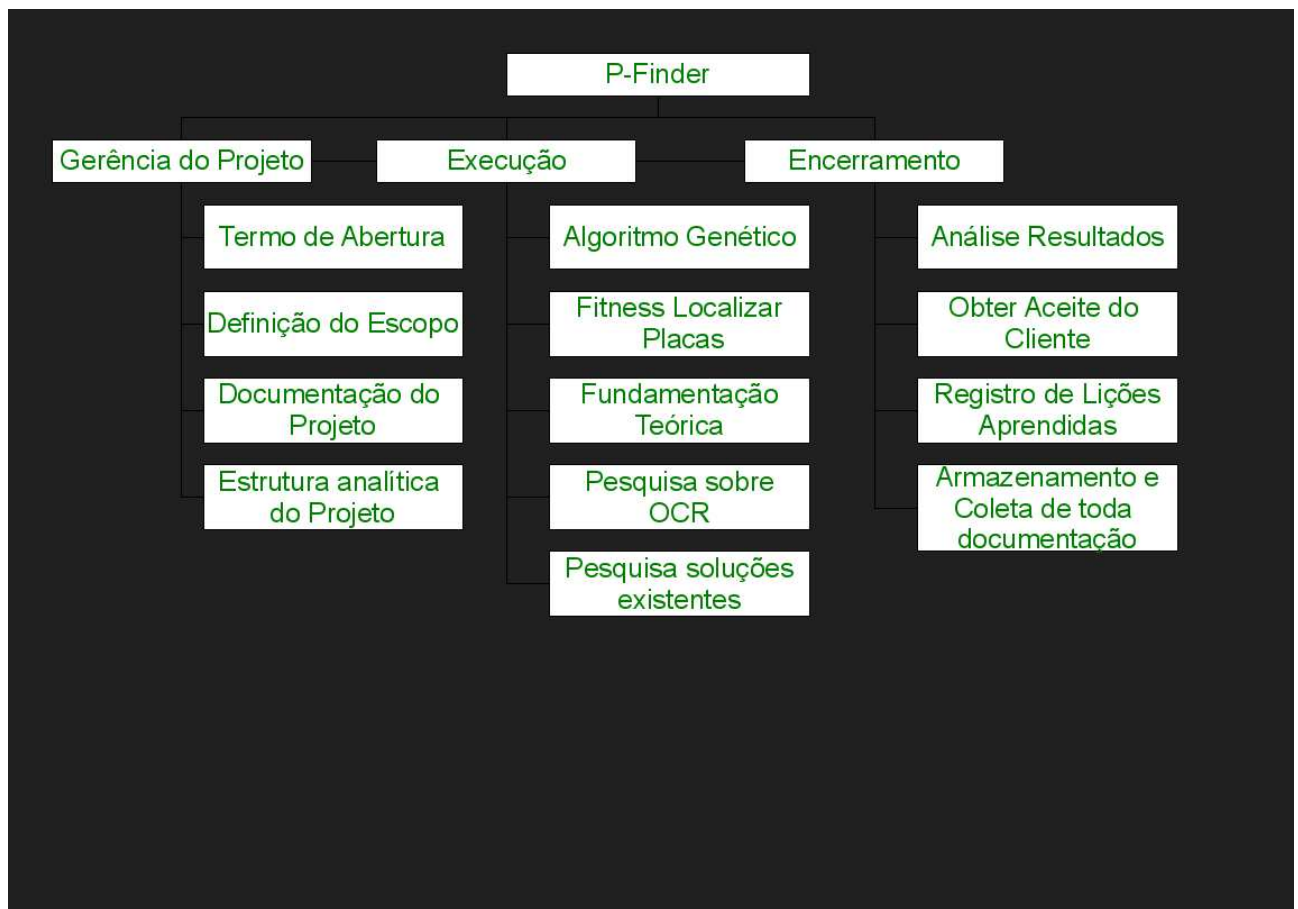 P-Finder
Gerência do Projeto
Execução
Encerramento
Termo de Abertura
Definição do Escopo
Documentação do
Projeto
Estrutura analítica
do Projeto
Algoritmo Genético
Fitness Localizar
Placas
Fundamentação
Teórica
Pesquisa sobre
OCR
Pesquisa soluções
existentes
Análise Resultados
Obter Aceite do
Cliente
Registro de Lições
Aprendidas
Armazenamento e
Coleta de toda
documentação